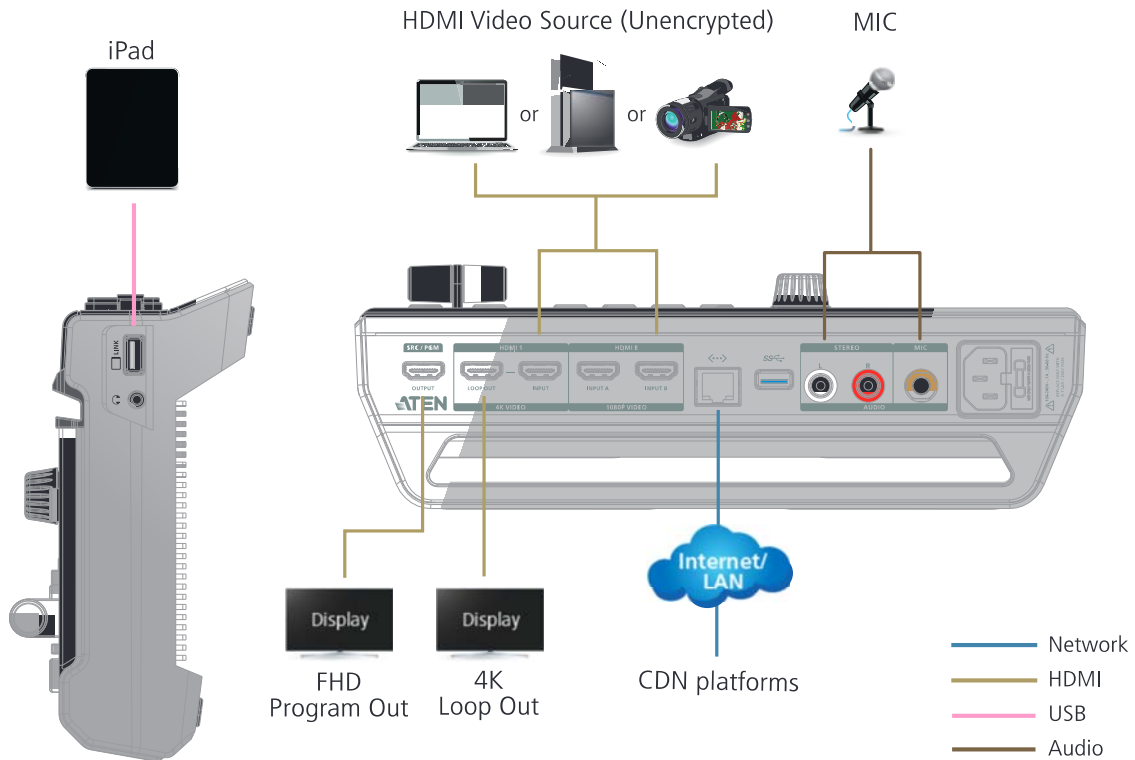 HDMI Video Source (Unencrypted)
MIC
iPad
or
or
LINK
SRC / PGM
HDMI 1
HDMI 2
STEREO
MIC
OUTPUT
LOOP OUT
INPUT
INPUT A
INPUT B
L
R
ATEN
4K VIDEO
1080P VIDEO
AUDIO
Internet/
LAN
Display
Display
FHD
Program Out
4K
Loop Out
CDN platforms
Network
HDMI
USB
Audio